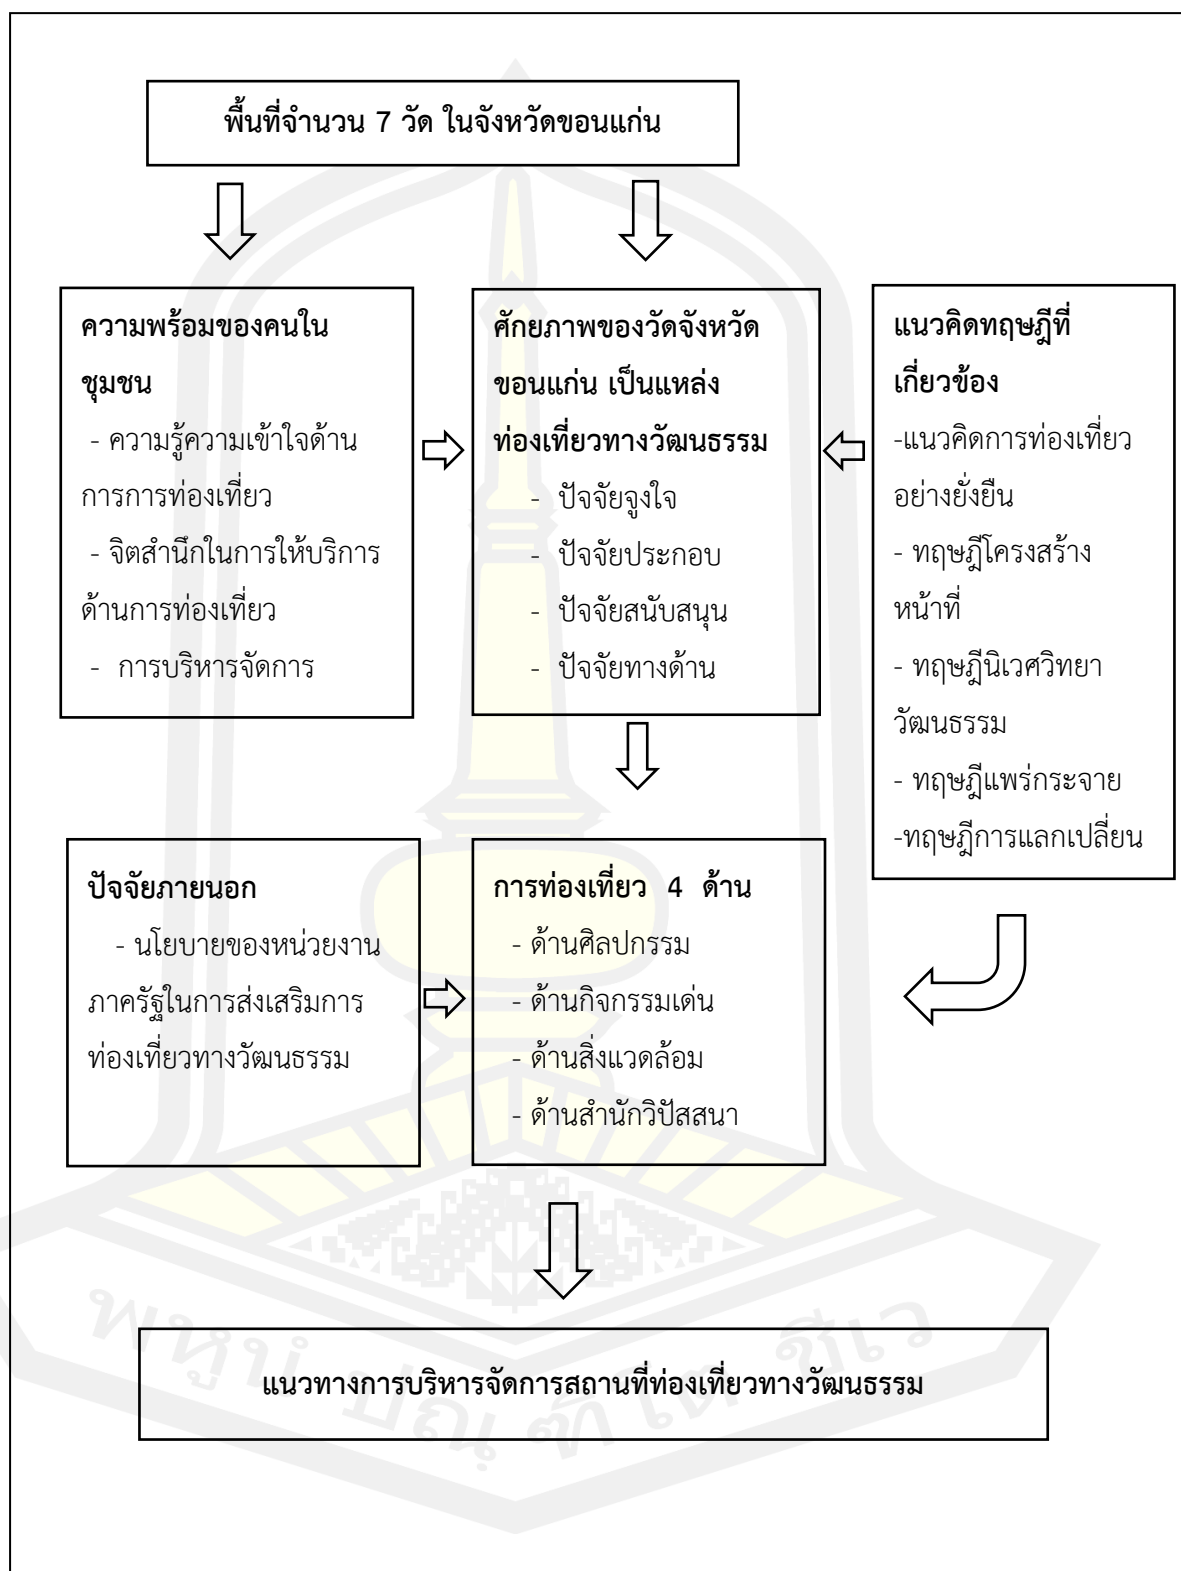 พื้นที่จำนวน 7 วัด ในจังหวัดขอนแก่น
ความพร้อมของคนใน
ชุมชน
- ความรู้ความเข้าใจด้าน
การการท่องเที่ยว
- จิตสำนึกในการให้บริการ
ด้านการท่องเที่ยว
- การบริหารจัดการ
ศักยภาพของวัดจังหวัด
ขอนแก่น เป็นแหล่ง
ท่องเที่ยวทางวัฒนธรรม
- ปัจจัยจูงใจ
- ปัจจัยประกอบ
- ปัจจัยสนับสนุน
- ปัจจัยทางด้าน
แนวคิดทฤษฎีที่
เกี่ยวข้อง
-แนวคิดการท่องเที่ยว
อย่างยั่งยืน
- ทฤษฎีโครงสร้าง
หน้าที่
- ทฤษฎีนิเวศวิทยา
วัฒนธรรม
- ทฤษฎีแพร่กระจาย
-ทฤษฎีการแลกเปลี่ยน
ปัจจัยภายนอก
- นโยบายของหน่วยงาน
ภาครัฐในการส่งเสริมการ
ท่องเที่ยวทางวัฒนธรรม
การท่องเที่ยว 4 ด้าน
- ด้านศิลปกรรม
- ด้านกิจกรรมเด่น
- ด้านสิ่งแวดล้อม
- ด้านสำนักวิปัสสนา
แนวทางการบริหารจัดการสถานที่ท่องเที่ยวทางวัฒนธรรม
พหูนํ ปณฺฑิโต ชีเว